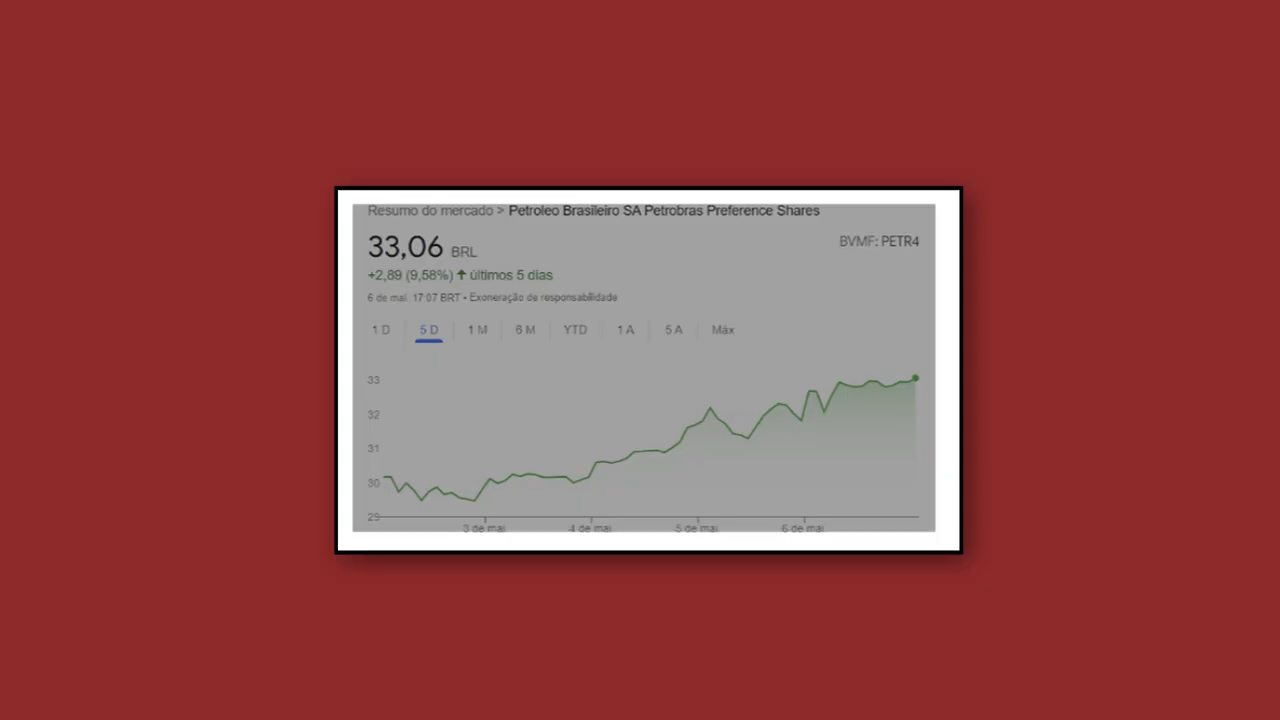 Resumo do mercado > Petroleo Brasileiro SA Petrobras Preference Shares
33,06 BRL
BVMF: PETR4
+2,89 (9,58%) ↑ últimos 5 dias
6 de mai. 17:07 BRT • Exoneração de responsabilidade
1 D 5 D 1 M 6 M YTD 1 A 5 A Máx
33
32
31
30
29
3 de mai. 4 de mai. 5 de mai. 6 de mai.